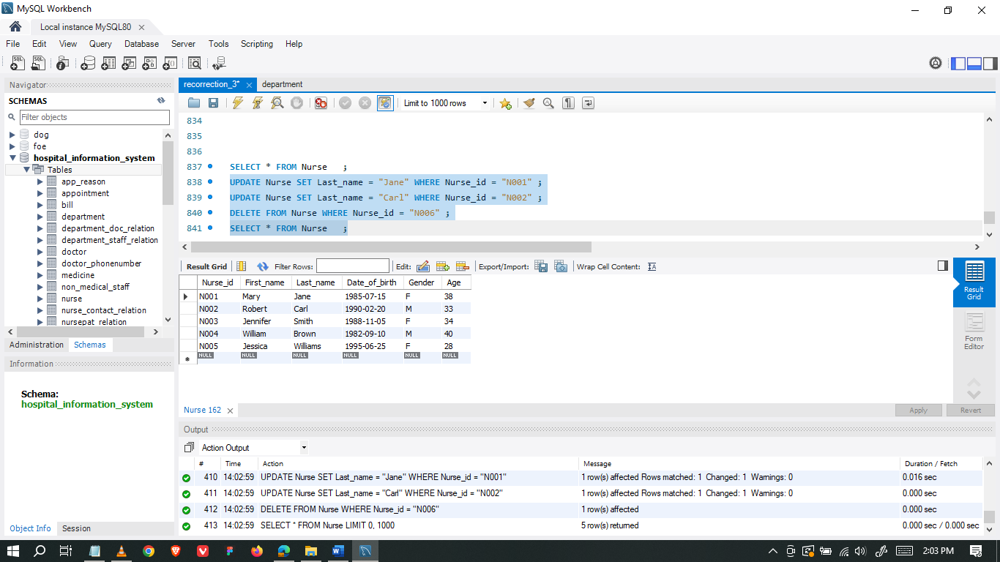 MySQL Workbench
Local instance MySQL80
File Edit View Query Database Server Tools Scripting Help
Navigator
SCHEMAS
Filter objects
dog
foe
hospital_information_system
Tables
app_reason
appointment
bill
department
department_doc_relation
department_staff_relation
doctor
doctor_phonenumber
medicine
non_medical_staff
nurse
nurse_contact_relation
nursepat_relation
Administration Schemas
Information
Schema:
hospital_information_system
Object Info Session
recorrection_3* department
Limit to 1000 rows
834
835
836
837 SELECT * FROM Nurse ;
838 UPDATE Nurse SET Last_name = "Jane" WHERE Nurse_id = "N001" ;
839 UPDATE Nurse SET Last_name = "Carl" WHERE Nurse_id = "N002" ;
840 DELETE FROM Nurse WHERE Nurse_id = "N006" ;
841 SELECT * FROM Nurse ;
Result Grid Filter Rows: Edit: Export/Import: Wrap Cell Content:
Nurse_id First_name Last_name Date_of_birth Gender Age
N001 Mary Jane 1985-07-15 F 38
N002 Robert Carl 1990-02-20 M 33
N003 Jennifer Smith 1988-11-05 F 34
N004 William Brown 1982-09-10 M 40
N005 Jessica Williams 1995-06-25 F 28
NULL NULL NULL NULL NULL NULL
Result
Grid
Form
Editor
Nurse 162
Apply Revert
Output
Action Output
# Time Action Message Duration / Fetch
410 14:02:59 UPDATE Nurse SET Last_name = "Jane" WHERE Nurse_id = "N001" 1 row(s) affected Rows matched: 1 Changed: 1 Warnings: 0 0.016 sec
411 14:02:59 UPDATE Nurse SET Last_name = "Carl" WHERE Nurse_id = "N002" 1 row(s) affected Rows matched: 1 Changed: 1 Warnings: 0 0.000 sec
412 14:02:59 DELETE FROM Nurse WHERE Nurse_id = "N006" 1 row(s) affected 0.000 sec
413 14:02:59 SELECT * FROM Nurse LIMIT 0, 1000 5 row(s) returned 0.000 sec / 0.000 sec
2:03 PM